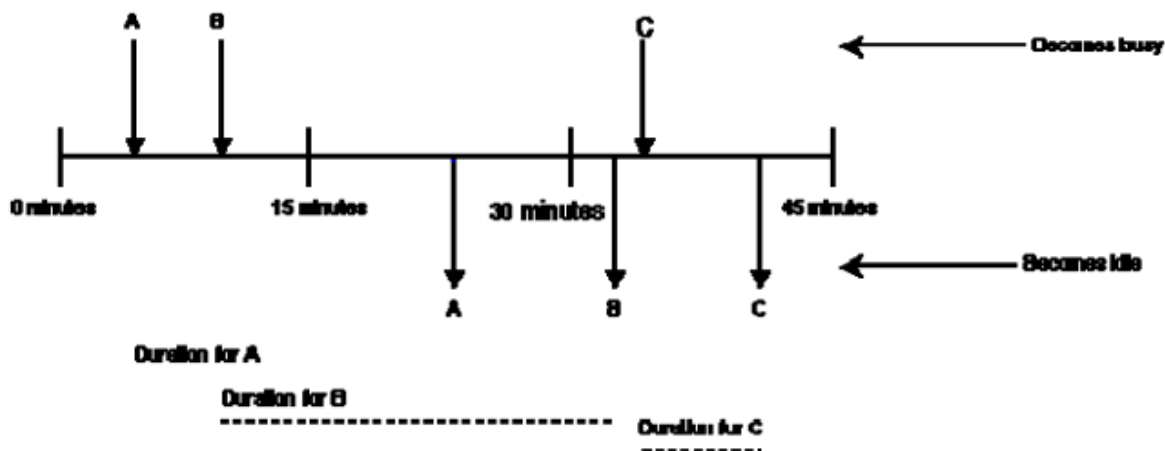 A B C
Becomes busy
0 minutes 15 minutes 30 minutes 45 minutes
Becomes idle
A B C
Duration for A
Duration for B
Duration for C